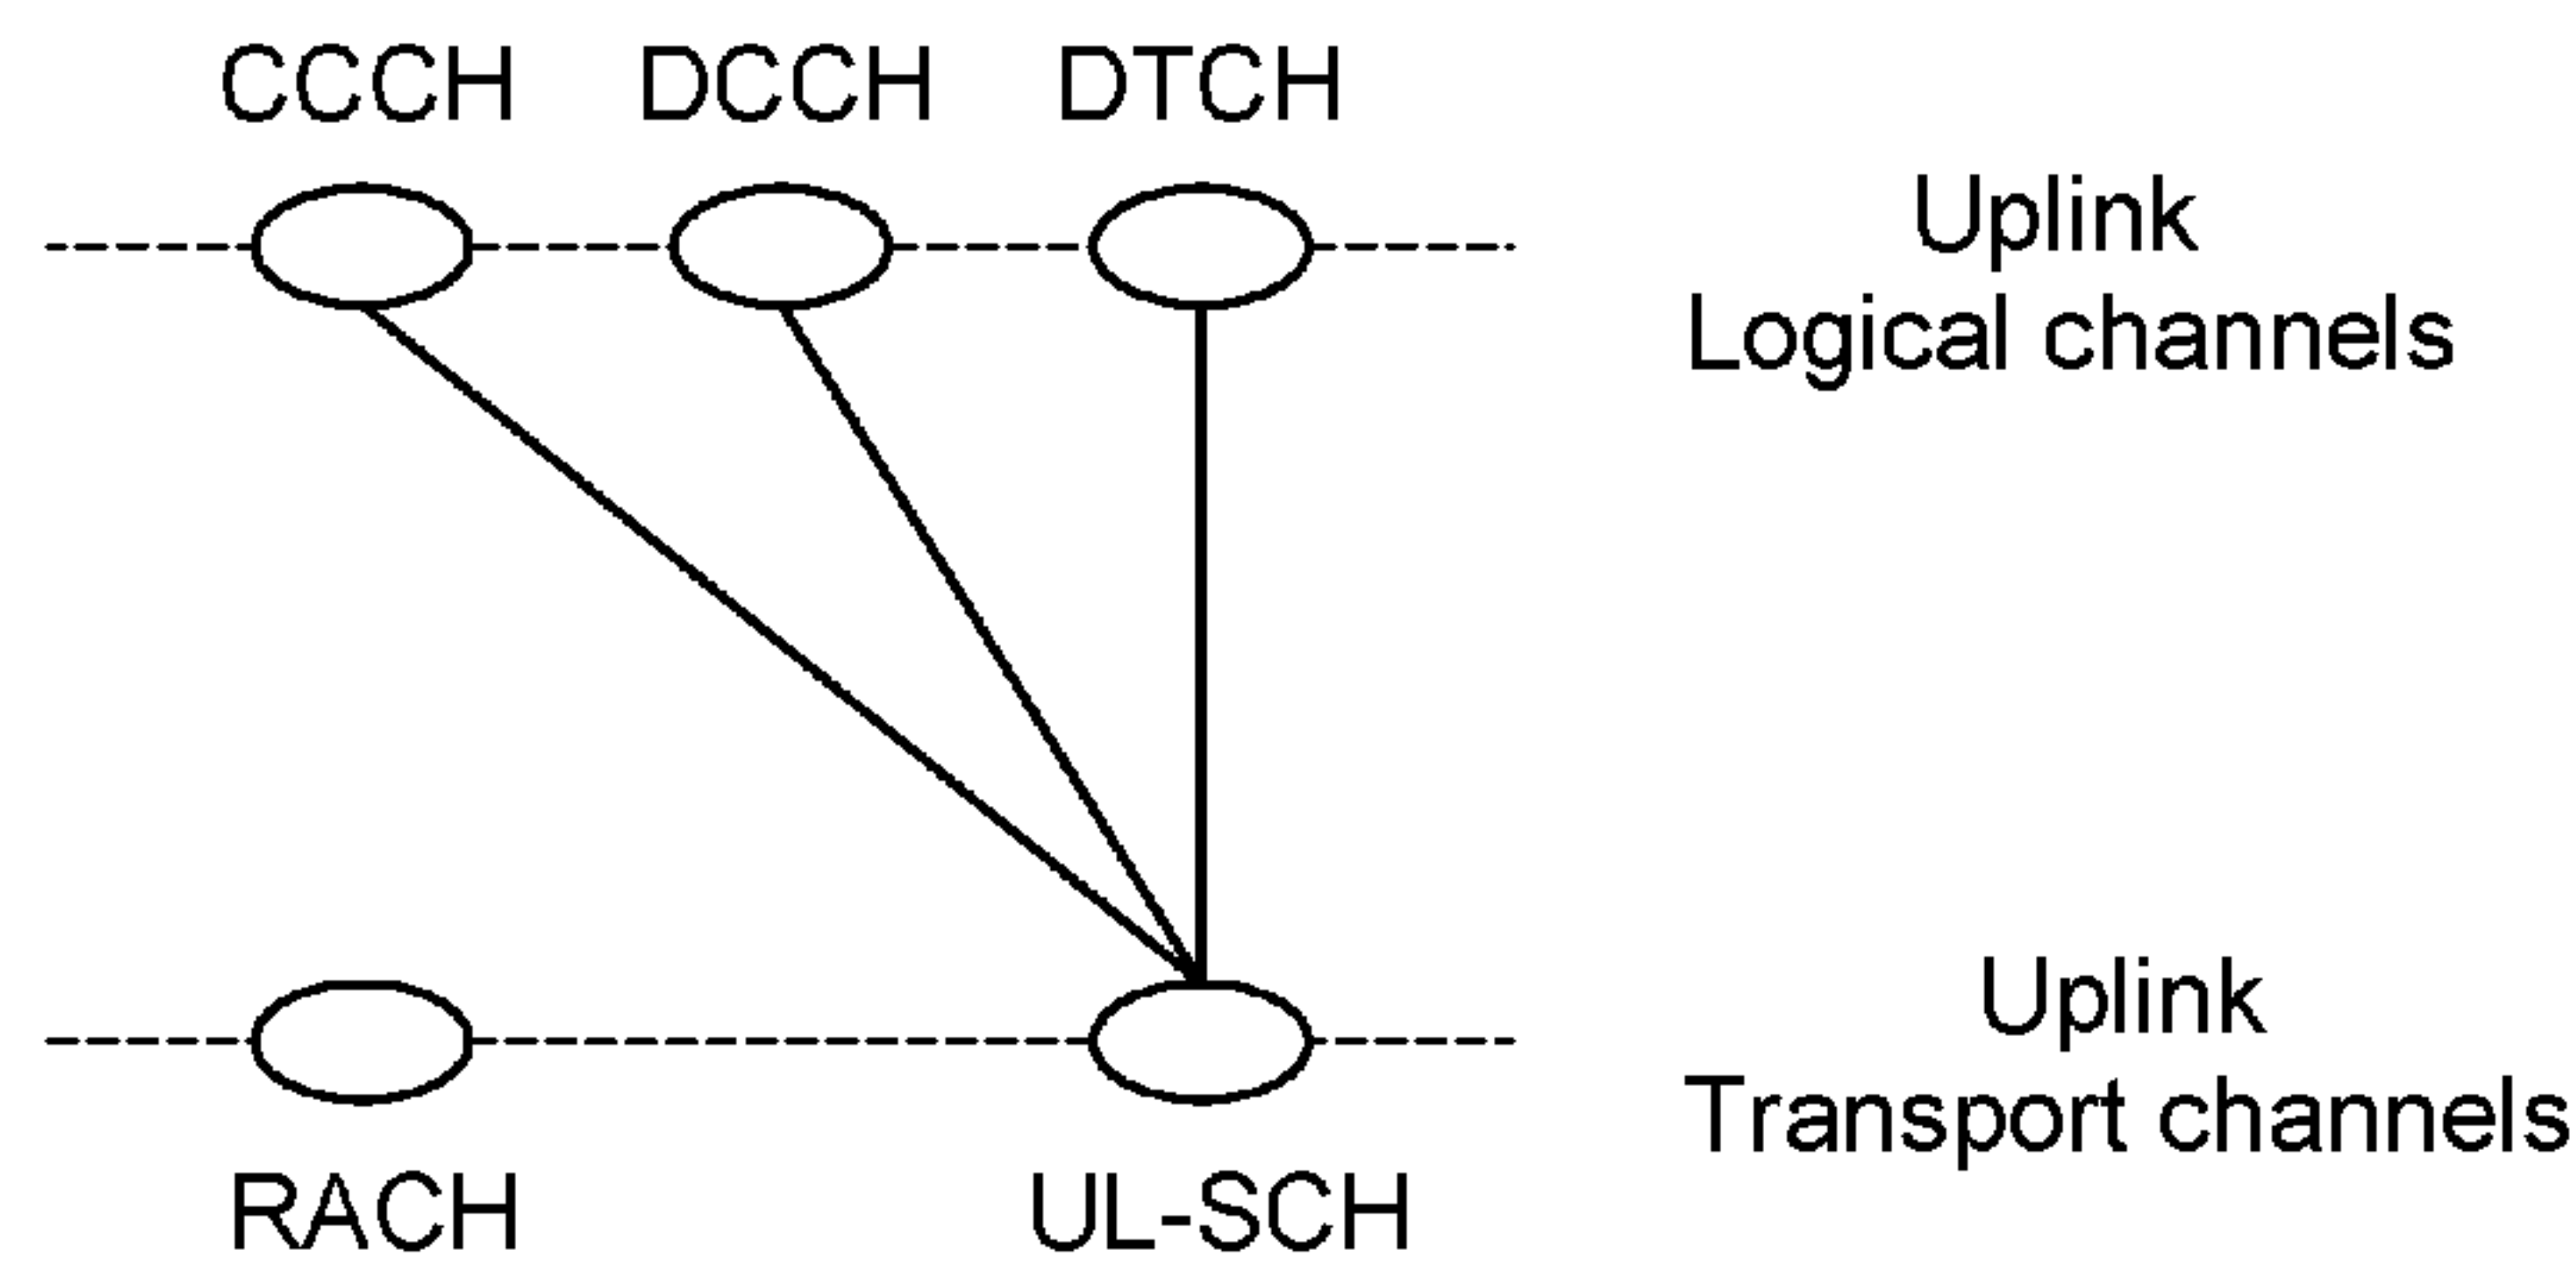 CCCH DCCH DTCH
Uplink
Logical channels
Uplink
Transport channels
RACH UL-SCH